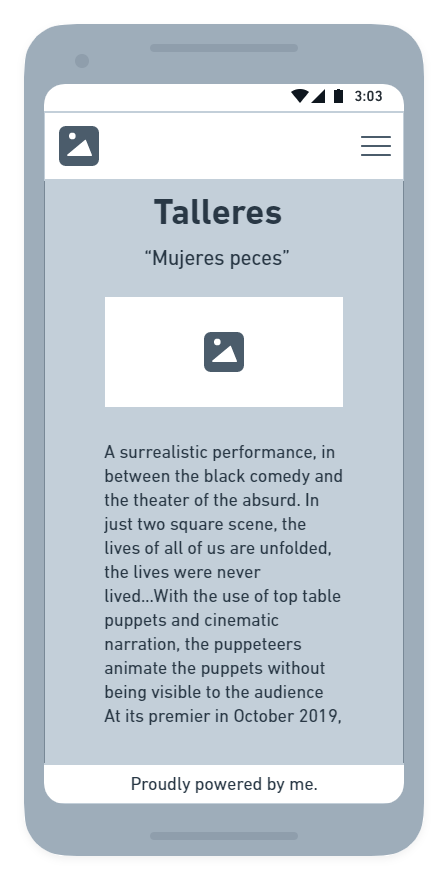 3:03
Talleres
“Mujeres peces”
A surrealistic performance, in
between the black comedy and
the theater of the absurd. In
just two square scene, the
lives of all of us are unfolded,
the lives were never
lived...With the use of top table
puppets and cinematic
narration, the puppeteers
animate the puppets without
being visible to the audience
At its premier in October 2019,
Proudly powered by me.